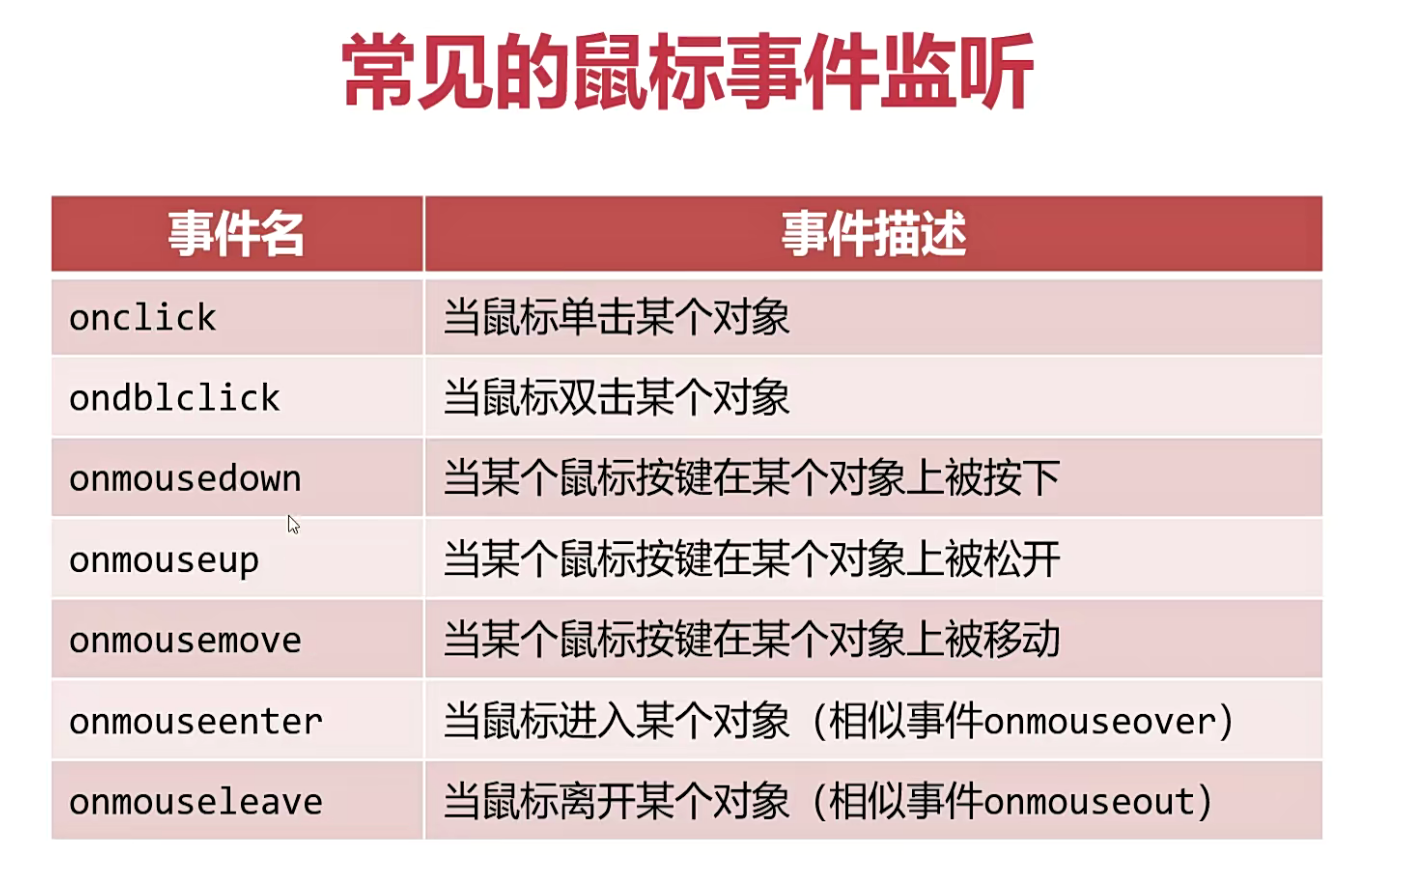 常见的鼠标事件监听
事件名 事件描述
onclick 当鼠标单击某个对象
ondblclick 当鼠标双击某个对象
onmousedown 当某个鼠标按键在某个对象上被按下
onmouseup 当某个鼠标按键在某个对象上被松开
onmousemove 当某个鼠标按键在某个对象上被移动
onmouseenter 当鼠标进入某个对象（相似事件onmouseover）
onmouseleave 当鼠标离开某个对象（相似事件onmouseout）